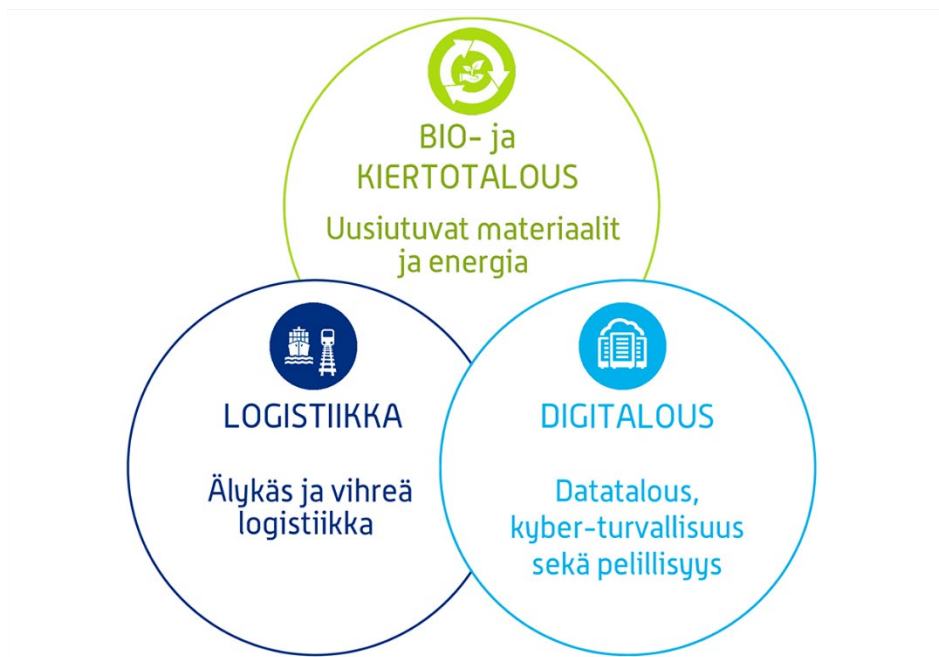 BIO- ja
KIERTOTALOUS
Uusiutuvat materiaalit
ja energia
LOGISTIIKKA
Älykäs ja vihreä
logistiikka
DIGITALOUS
Datatalous,
kyber-turvallisuus
sekä pelillisyys